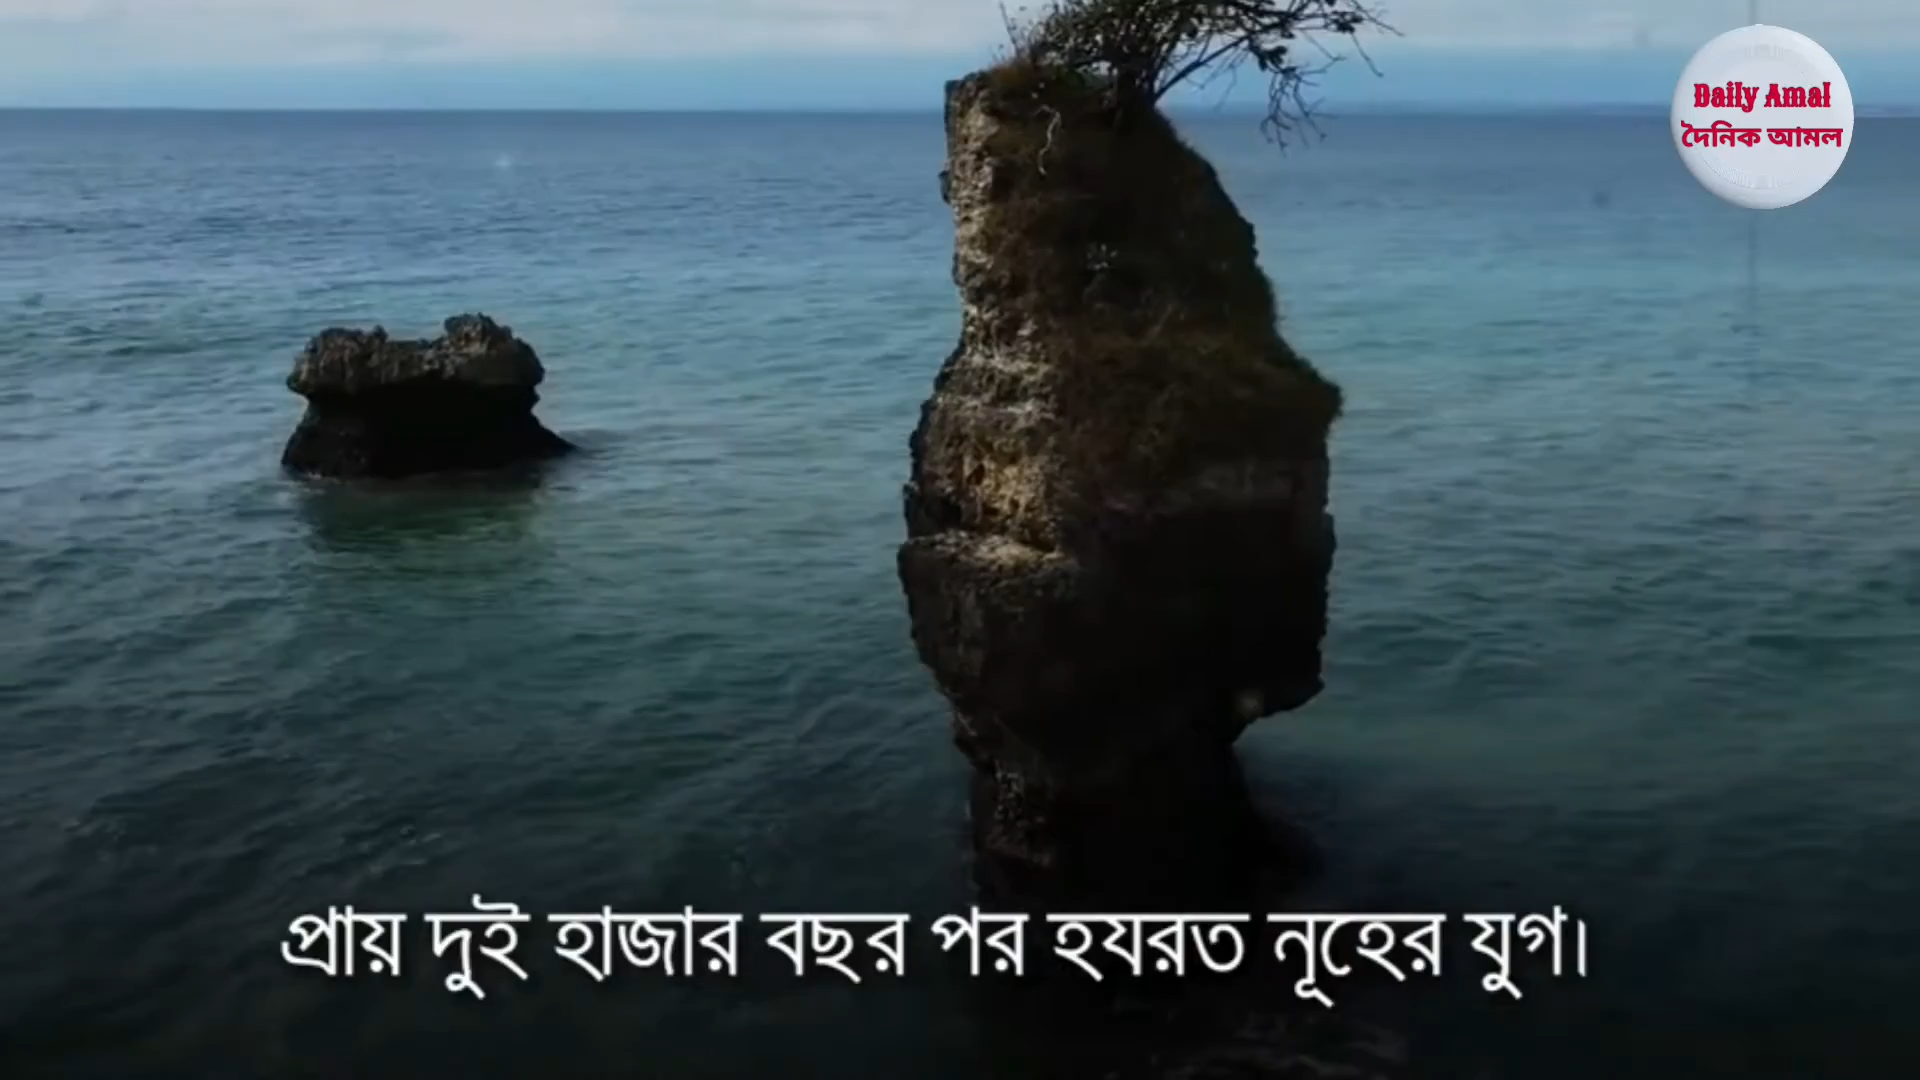 Daily Amal
দৈনিক আমল
প্রায় দুই হাজার বছর পর হযরত নূহের যুগ।